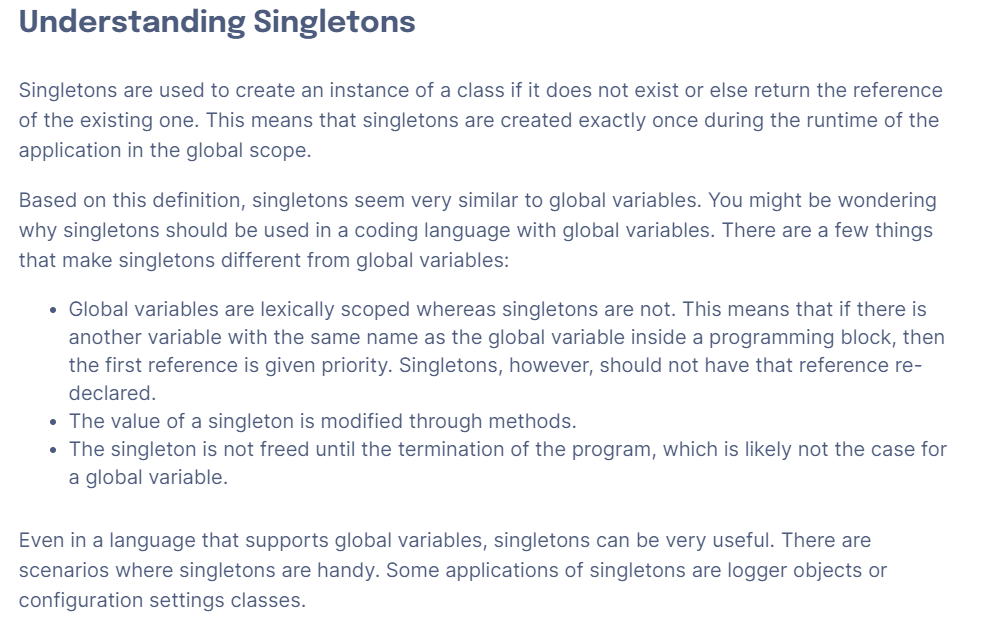 Understanding Singletons
Singletons are used to create an instance of a class if it does not exist or else return the reference
of the existing one. This means that singletons are created exactly once during the runtime of the
application in the global scope.
Based on this definition, singletons seem very similar to global variables. You might be wondering
why singletons should be used in a coding language with global variables. There are a few things
that make singletons different from global variables:
• Global variables are lexically scoped whereas singletons are not. This means that if there is
another variable with the same name as the global variable inside a programming block, then
the first reference is given priority. Singletons, however, should not have that reference re-
declared.
• The value of a singleton is modified through methods.
• The singleton is not freed until the termination of the program, which is likely not the case for
a global variable.
Even in a language that supports global variables, singletons can be very useful. There are
scenarios where singletons are handy. Some applications of singletons are logger objects or
configuration settings classes.